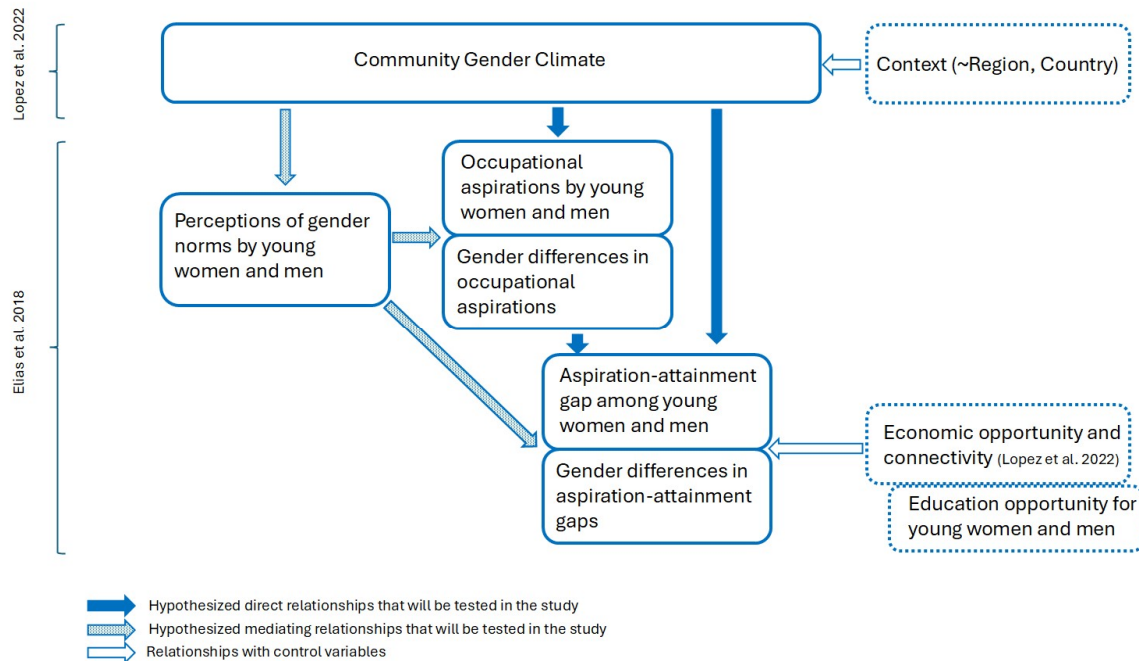 Lopez et al. 2022
Community Gender Climate
Context (~Region, Country)
Elias et al. 2018
Perceptions of gender
norms by young
women and men
Occupational
aspirations by young
women and men
Gender differences in
occupational
aspirations
Aspiration-attainment
gap among young
women and men
Gender differences in
aspiration-attainment
gaps
Economic opportunity and
connectivity (Lopez et al. 2022)
Education opportunity for
young women and men
Hypothesized direct relationships that will be tested in the study
Hypothesized mediating relationships that will be tested in the study
Relationships with control variables